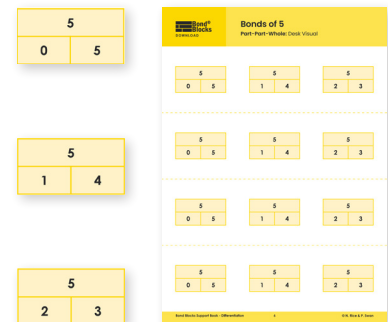 5
0 5
5
1 4
5
2 3
Bond®
Blocks
DOWNLOAD
Bonds of 5
Part-Part-Whole: Desk Visual
5 5 5
0 5 1 4 2 3
5 5 5
0 5 1 4 2 3
5 5 5
0 5 1 4 2 3
5 5 5
0 5 1 4 2 3
Bond Blocks Support Book - Differentiation